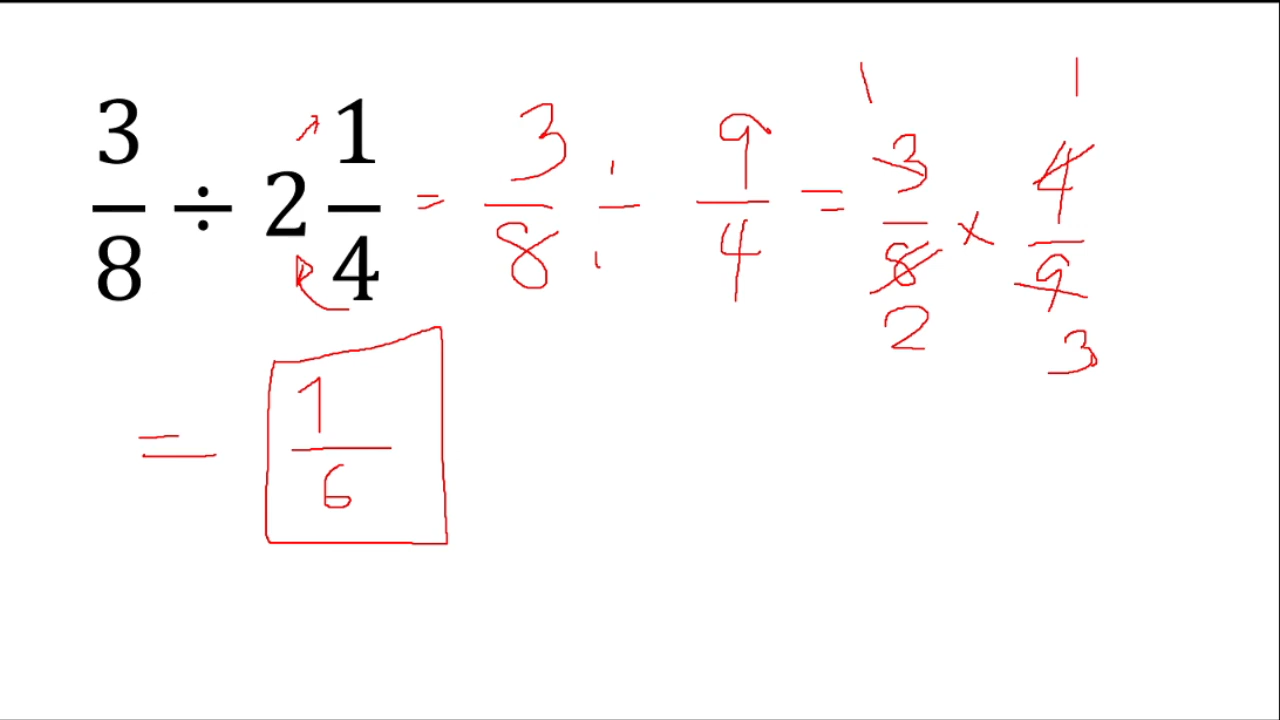 3/8 ÷ 2 1/4 = 3/8 ÷ 9/4 = 3/8 × 4/9
1 1
2 3
= 1/6